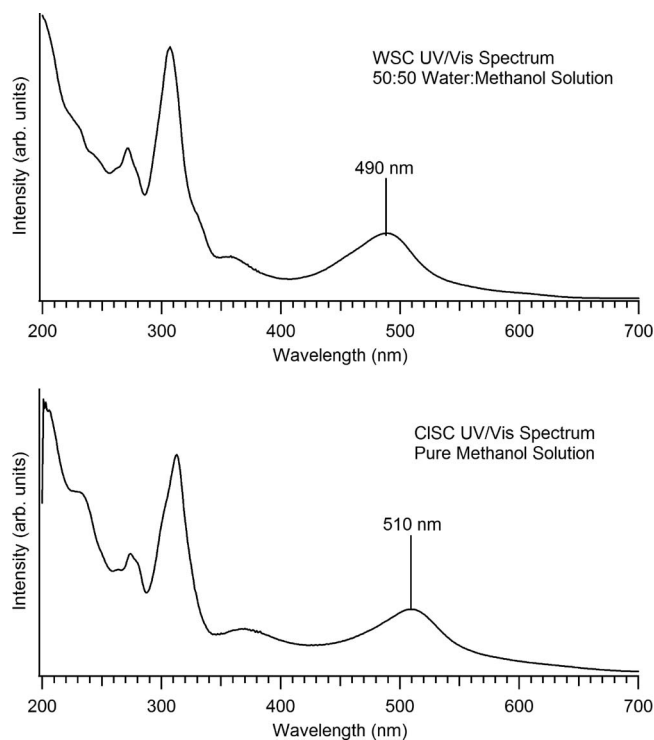 WSC UV/Vis Spectrum
50:50 Water:Methanol Solution
490 nm
Intensity (arb. units)
200 300 400 500 600 700
Wavelength (nm)
CISC UV/Vis Spectrum
Pure Methanol Solution
510 nm
Intensity (arb. units)
200 300 400 500 600 700
Wavelength (nm)